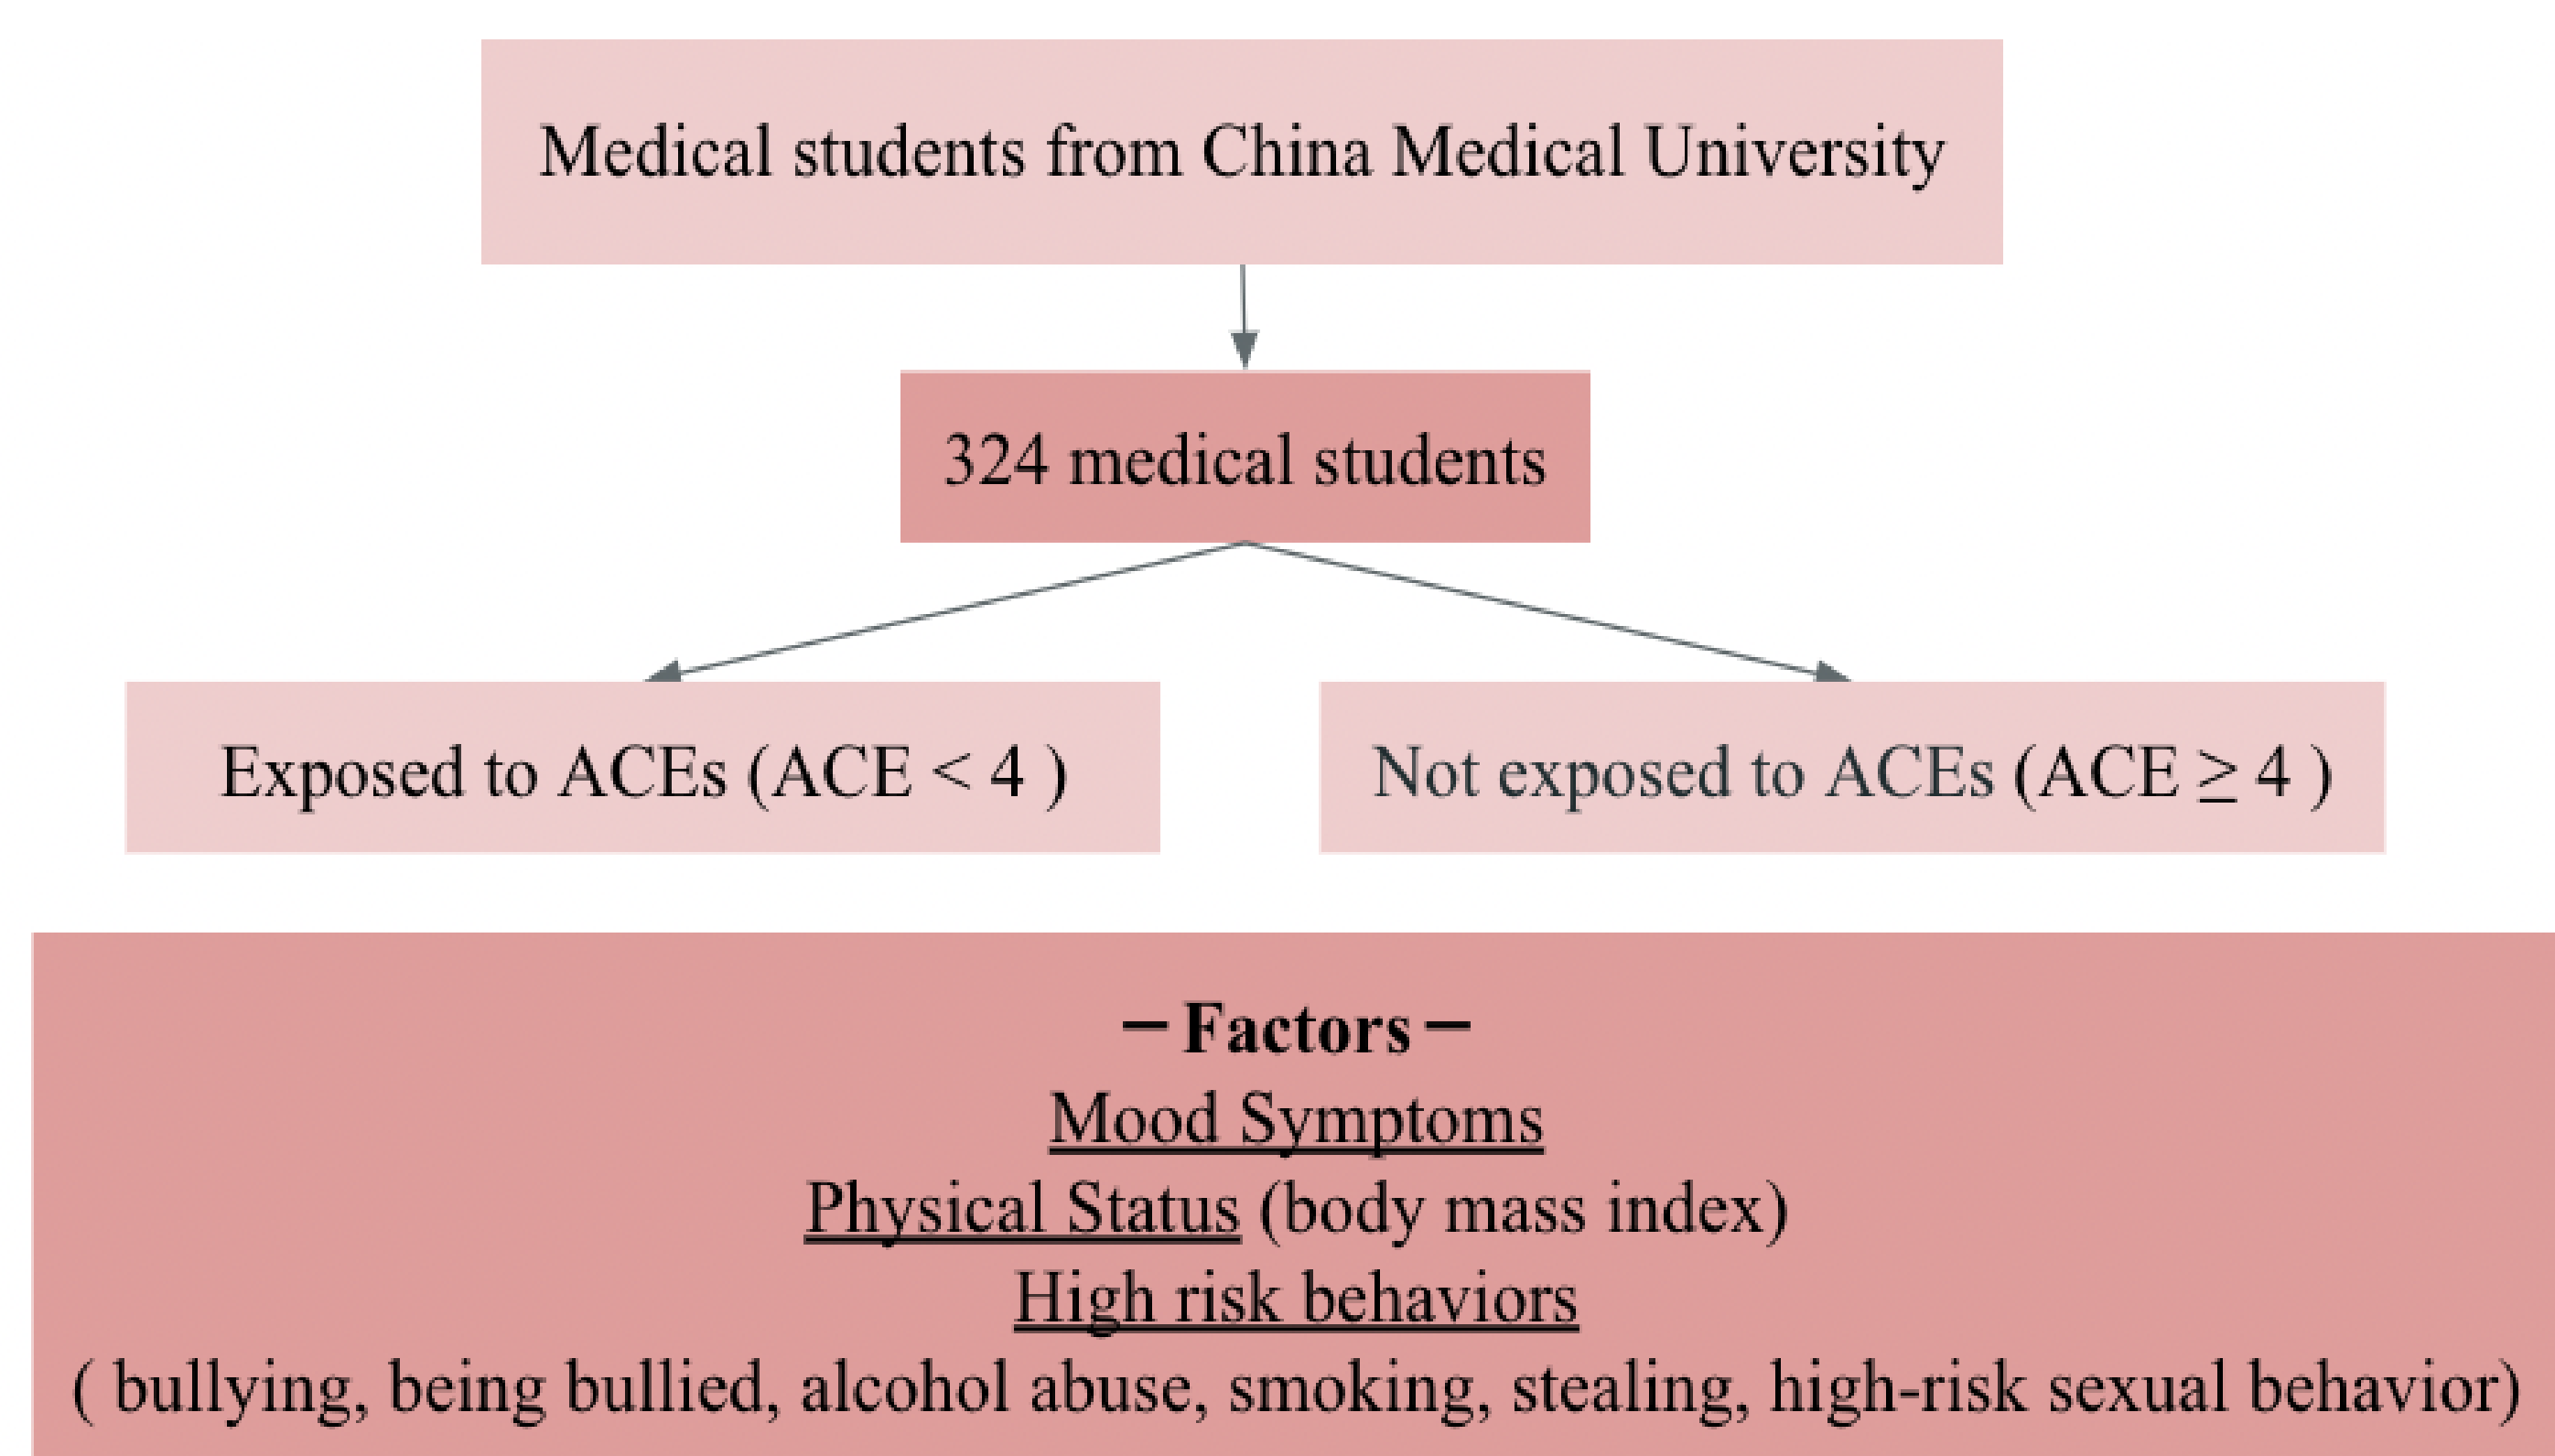 Medical students from China Medical University
324 medical students
Exposed to ACEs (ACE < 4 )
Not exposed to ACEs (ACE ≥ 4 )
— Factors —
Mood Symptoms
Physical Status (body mass index)
High risk behaviors
( bullying, being bullied, alcohol abuse, smoking, stealing, high-risk sexual behavior)